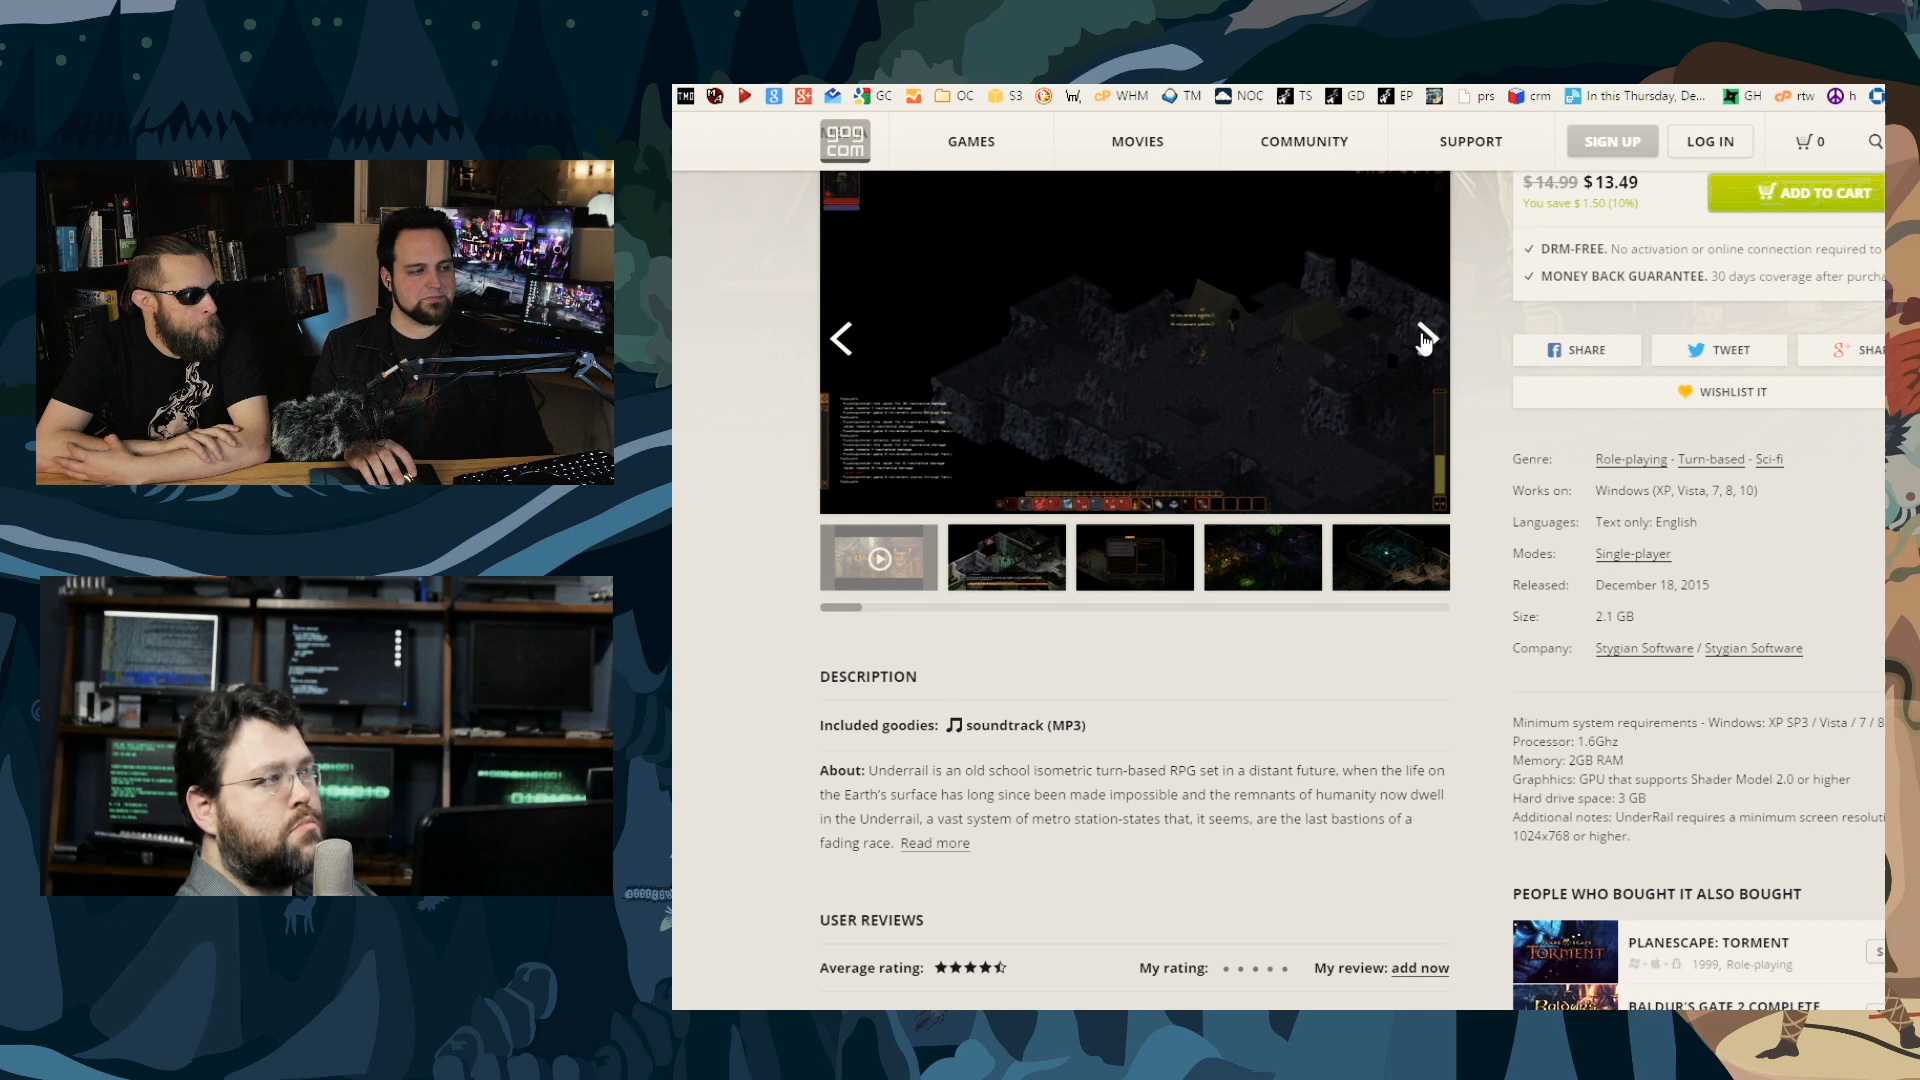 TMD
GC
OC
S3
\m/
cP WHM
TM
NOC
TS
GD
EP
prs
crm
In this Thursday, De...
GH
cP rtw
h
gog
com
GAMES
MOVIES
COMMUNITY
SUPPORT
SIGN UP
LOG IN
0
$ 14.99 $ 13.49
ADD TO CART
You save $ 1.50 (10%)
DRM-FREE. No activation or online connection required to
MONEY BACK GUARANTEE. 30 days coverage after purcha
SHARE
TWEET
SHA
WISHLIST IT
Genre: Role-playing - Turn-based - Sci-fi
Works on: Windows (XP, Vista, 7, 8, 10)
Languages: Text only: English
Modes: Single-player
Released: December 18, 2015
Size: 2.1 GB
Company: Stygian Software / Stygian Software
DESCRIPTION
Included goodies: soundtrack (MP3)
About: Underrail is an old school isometric turn-based RPG set in a distant future, when the life on
the Earth's surface has long since been made impossible and the remnants of humanity now dwell
in the Underrail, a vast system of metro station-states that, it seems, are the last bastions of a
fading race. Read more
Minimum system requirements - Windows: XP SP3 / Vista / 7 / 8
Processor: 1.6Ghz
Memory: 2GB RAM
Graphhics: GPU that supports Shader Model 2.0 or higher
Hard drive space: 3 GB
Additional notes: UnderRail requires a minimum screen resoluti
1024x768 or higher.
USER REVIEWS
Average rating:
My rating:
My review: add now
PEOPLE WHO BOUGHT IT ALSO BOUGHT
TORMENT
PLANESCAPE: TORMENT
1999, Role-playing
$
Baldur's
BALDUR'S GATE 2 COMPLETE